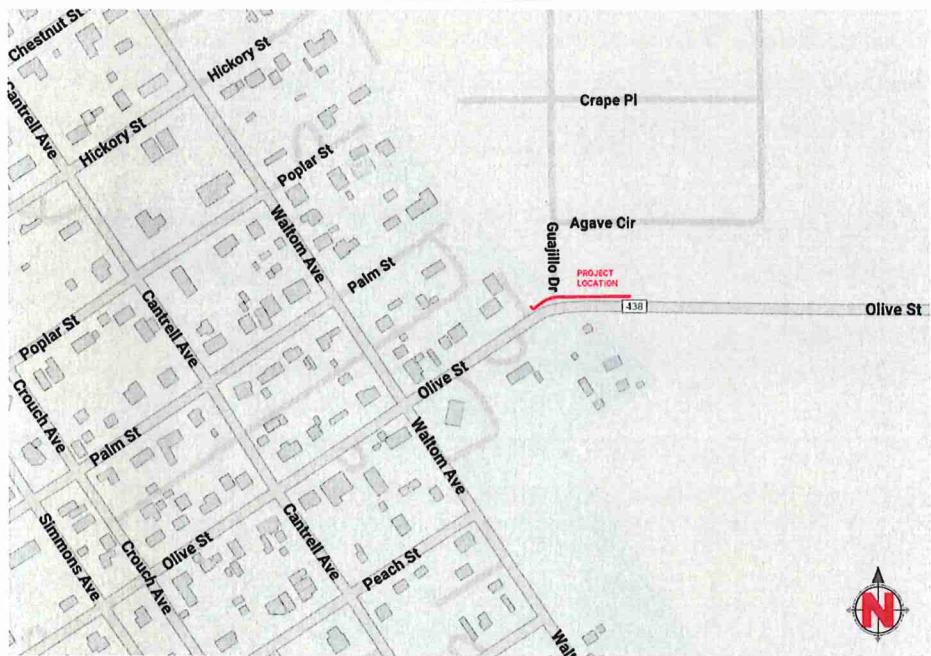 Chestnut St
Hickory St
Crape Pl
Cantrell Ave
Hickory St
Poplar St
Waltom Ave
Agave Cir
Guajillo Dr
Palm St
PROJECT
LOCATION
438
Olive St
Cantrell Ave
Poplar St
Olive St
Crouch Ave
Palm St
Waltom Ave
Simmons Ave
Crouch Ave
Olive St
Cantrell Ave
Peach St
N